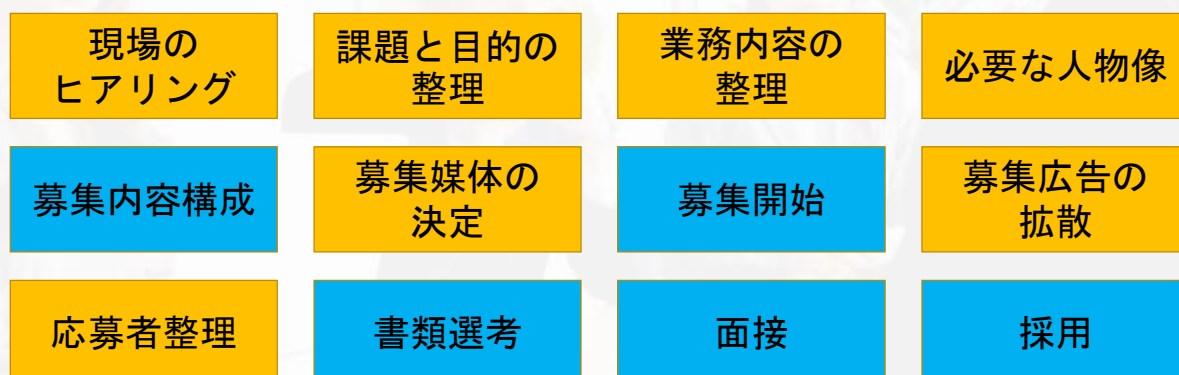 現場の
ヒアリング
課題と目的の
整理
業務内容の
整理
必要な人物像
募集内容構成
募集媒体の
決定
募集開始
募集広告の
拡散
応募者整理
書類選考
面接
採用